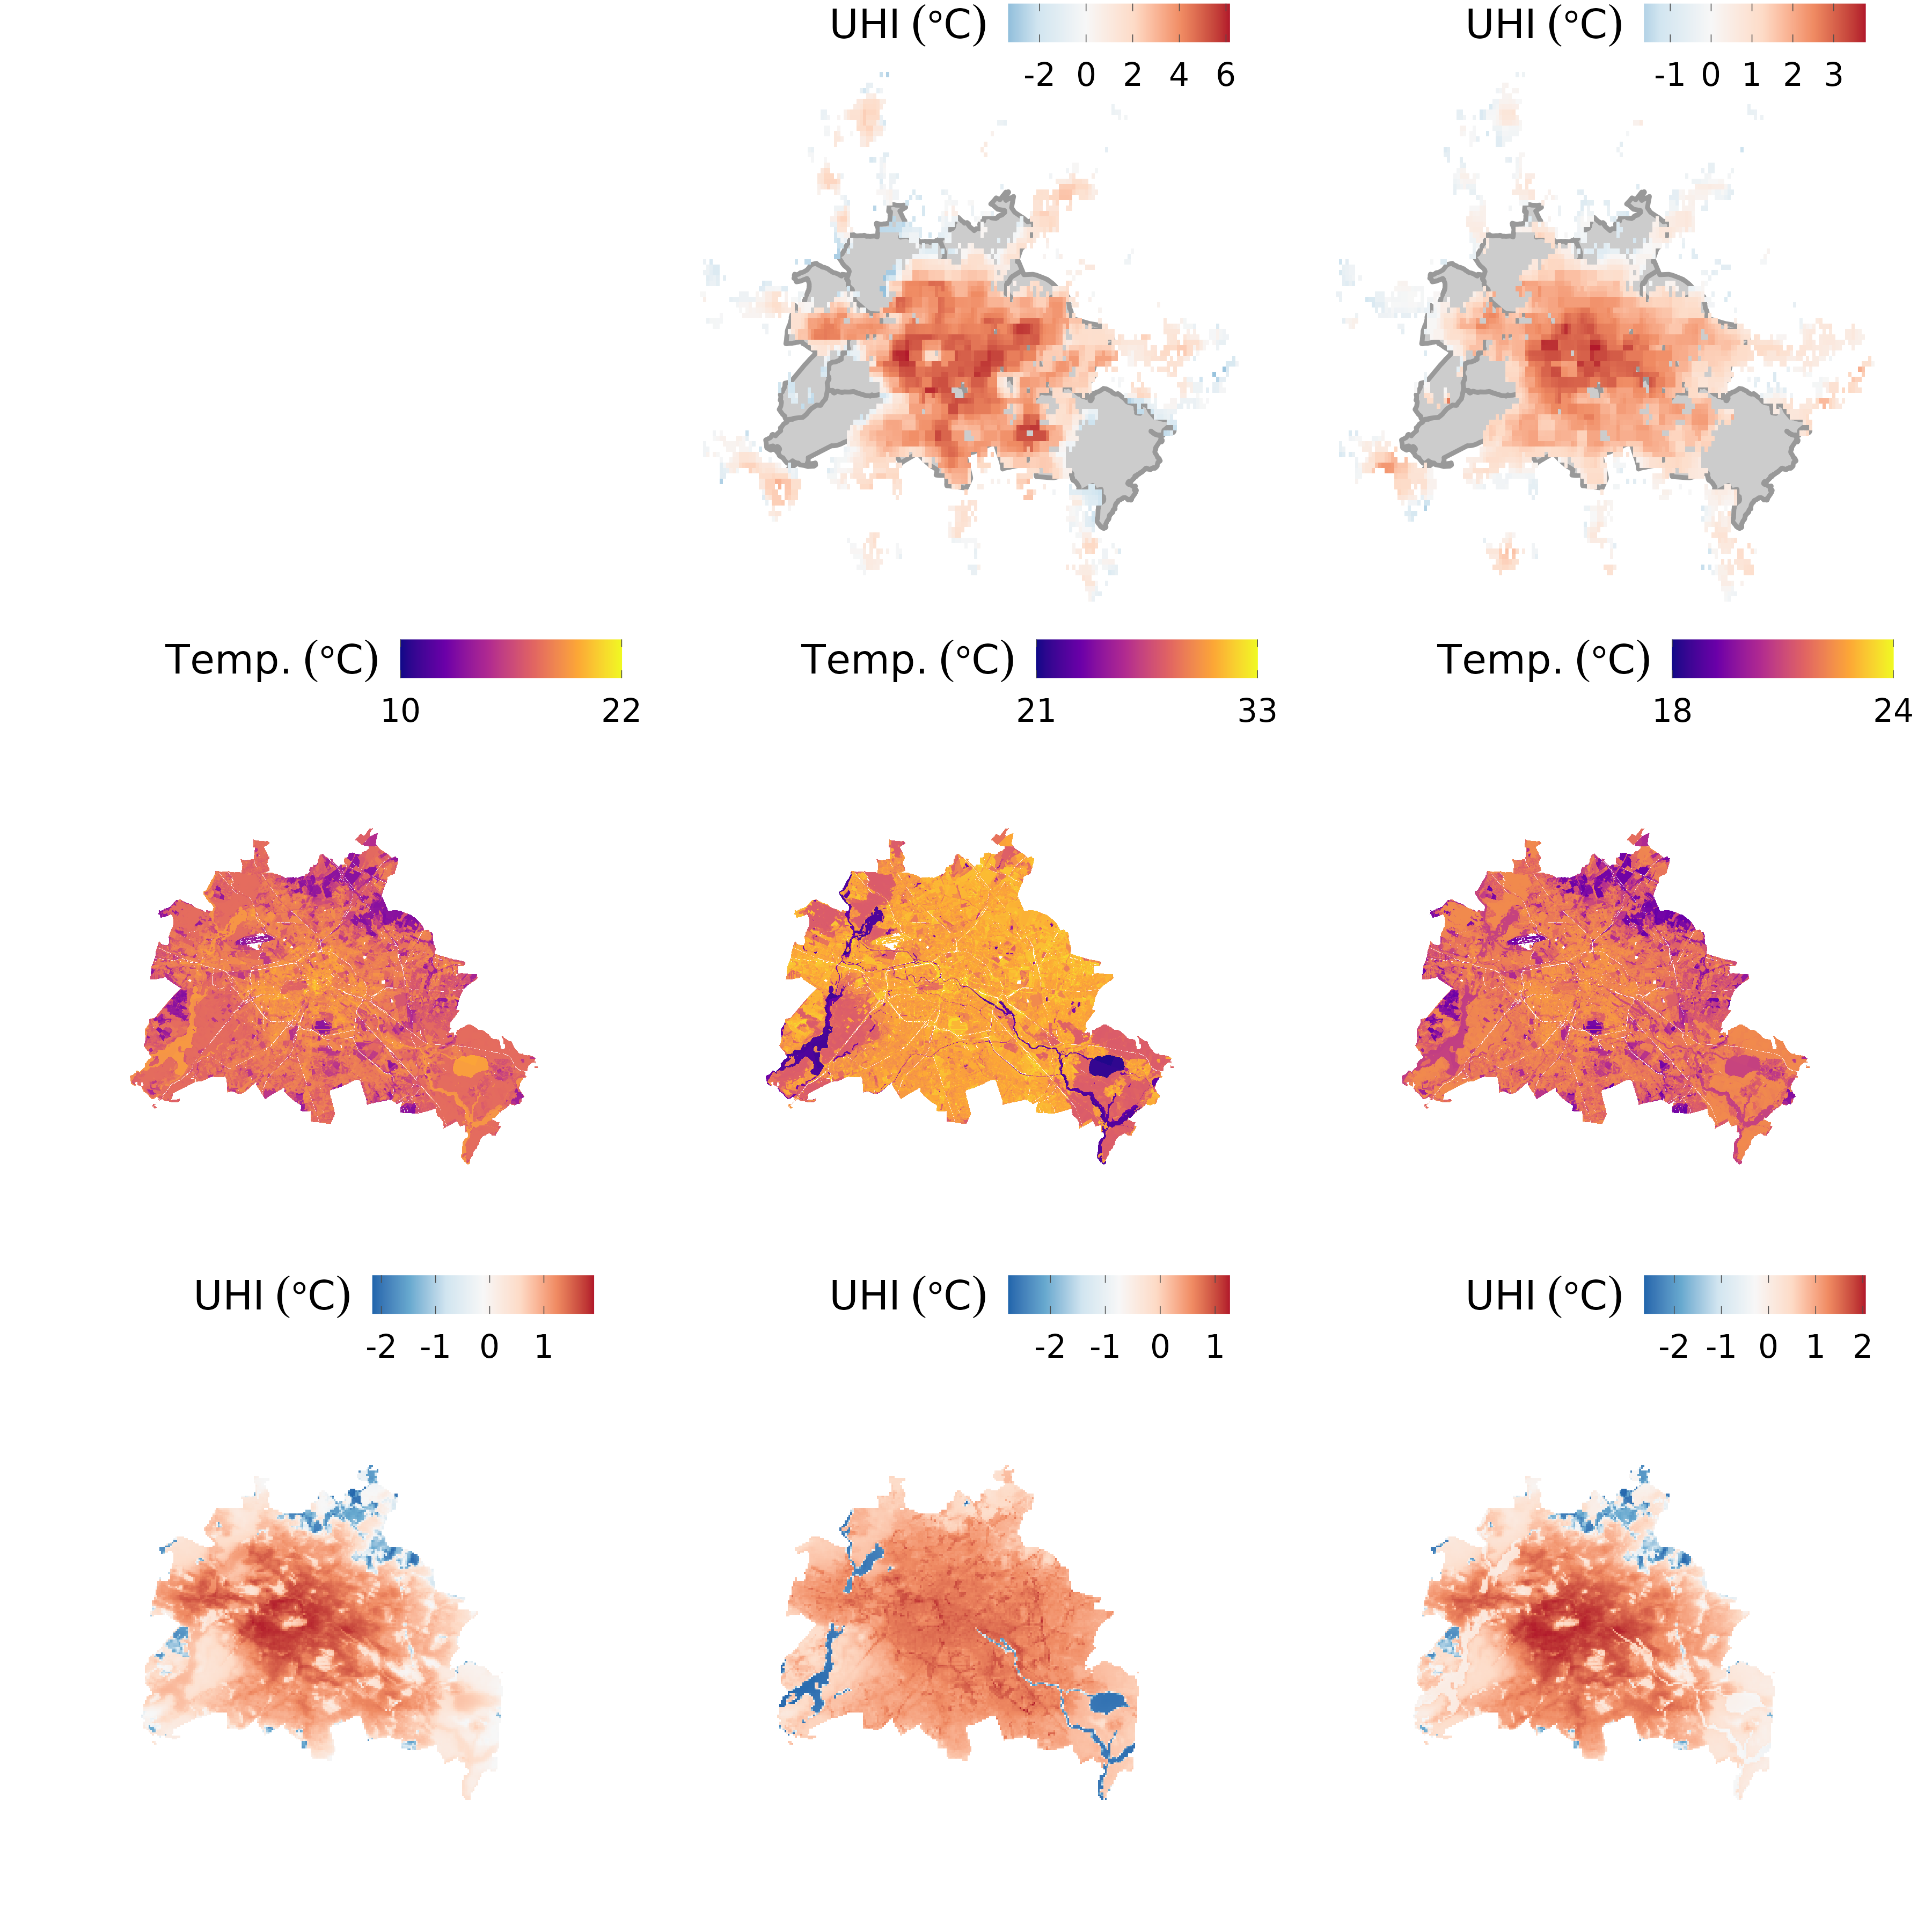 UHI (°C)
-2 0 2 4 6
UHI (°C)
-1 0 1 2 3
Temp. (°C)
10 22
Temp. (°C)
21 33
Temp. (°C)
18 24
UHI (°C)
-2 -1 0 1
UHI (°C)
-2 -1 0 1
UHI (°C)
-2 -1 0 1 2